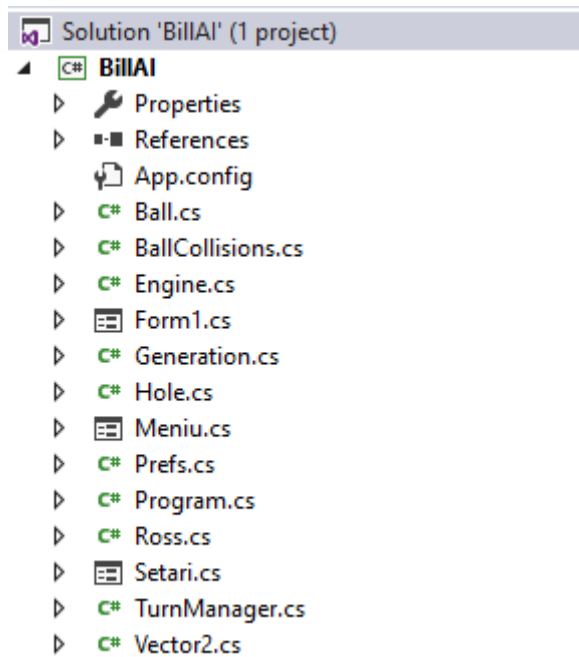 Solution 'BillAI' (1 project)
C# BillAI
Properties
References
App.config
C# Ball.cs
C# BallCollisions.cs
C# Engine.cs
Form1.cs
C# Generation.cs
C# Hole.cs
Meniu.cs
C# Prefs.cs
C# Program.cs
C# Ross.cs
Setari.cs
C# TurnManager.cs
C# Vector2.cs